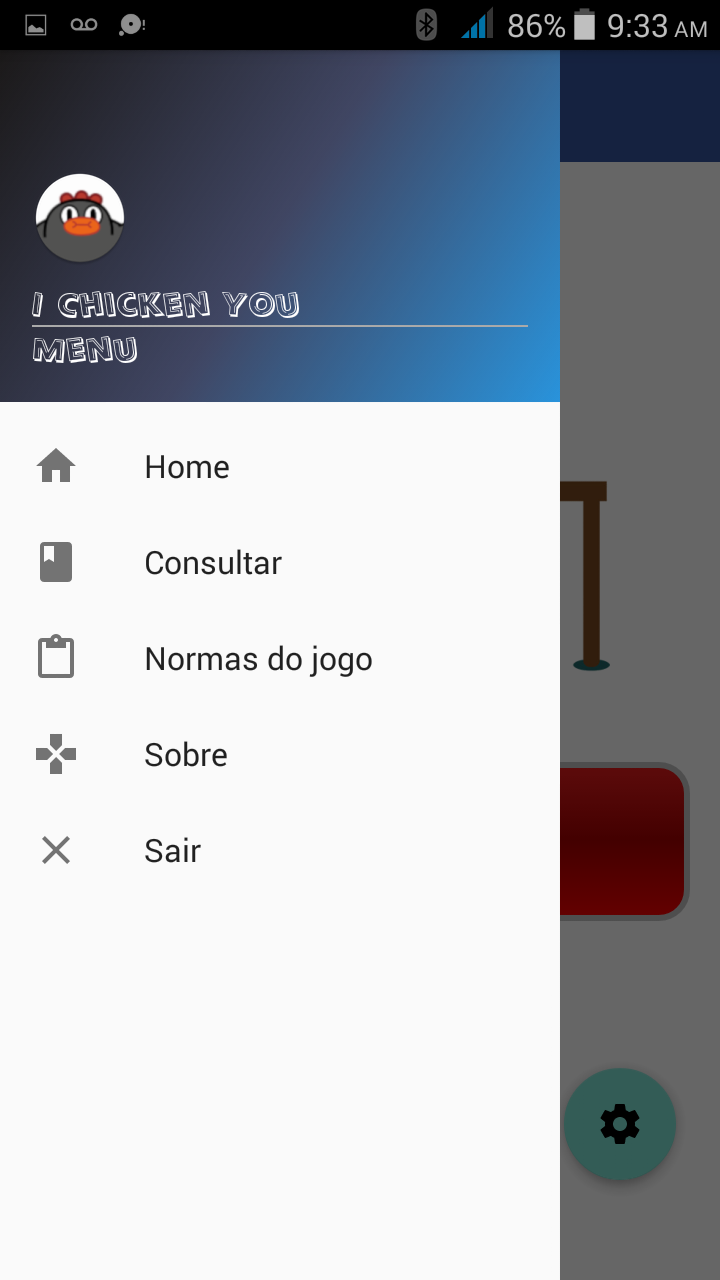 86% 9:33 AM
I CHICKEN YOU
MENU
Home
Consultar
Normas do jogo
Sobre
Sair